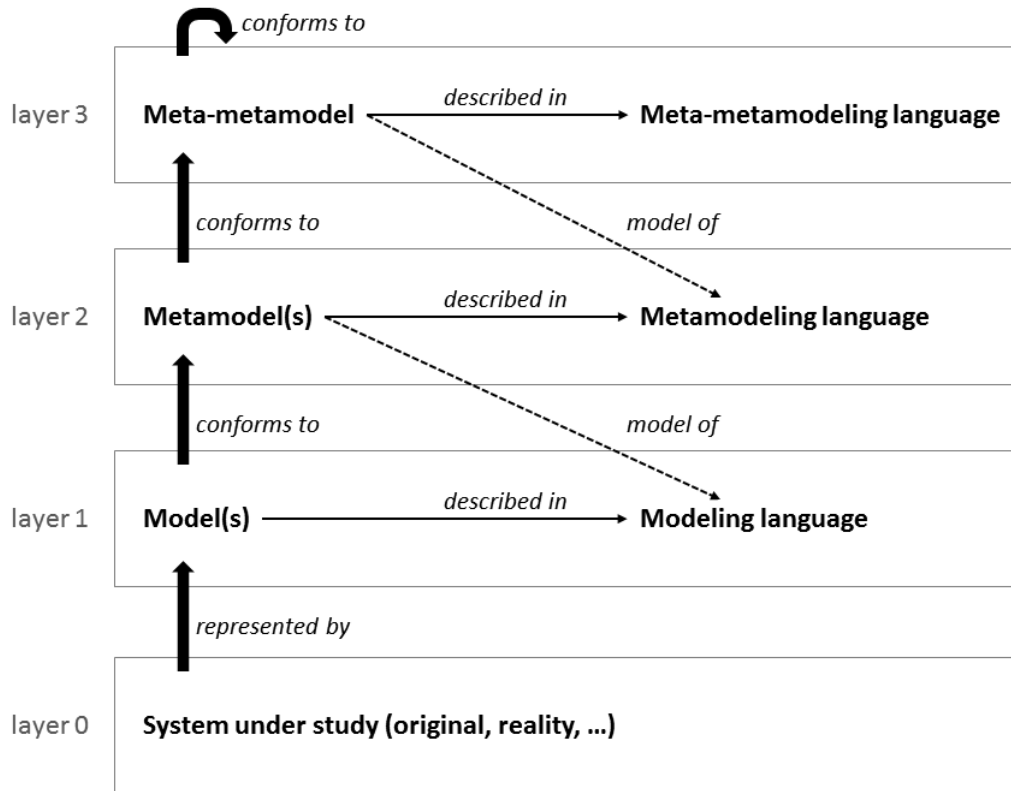 conforms to
layer 3
Meta-metamodel
described in
Meta-metamodeling language
conforms to
model of
layer 2
Metamodel(s)
described in
Metamodeling language
conforms to
model of
layer 1
Model(s)
described in
Modeling language
represented by
layer 0
System under study (original, reality, ...)